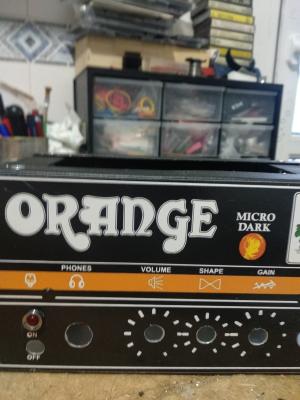 ORANGE
MICRO
DARK
PHONES VOLUME SHAPE GAIN
ON
OFF